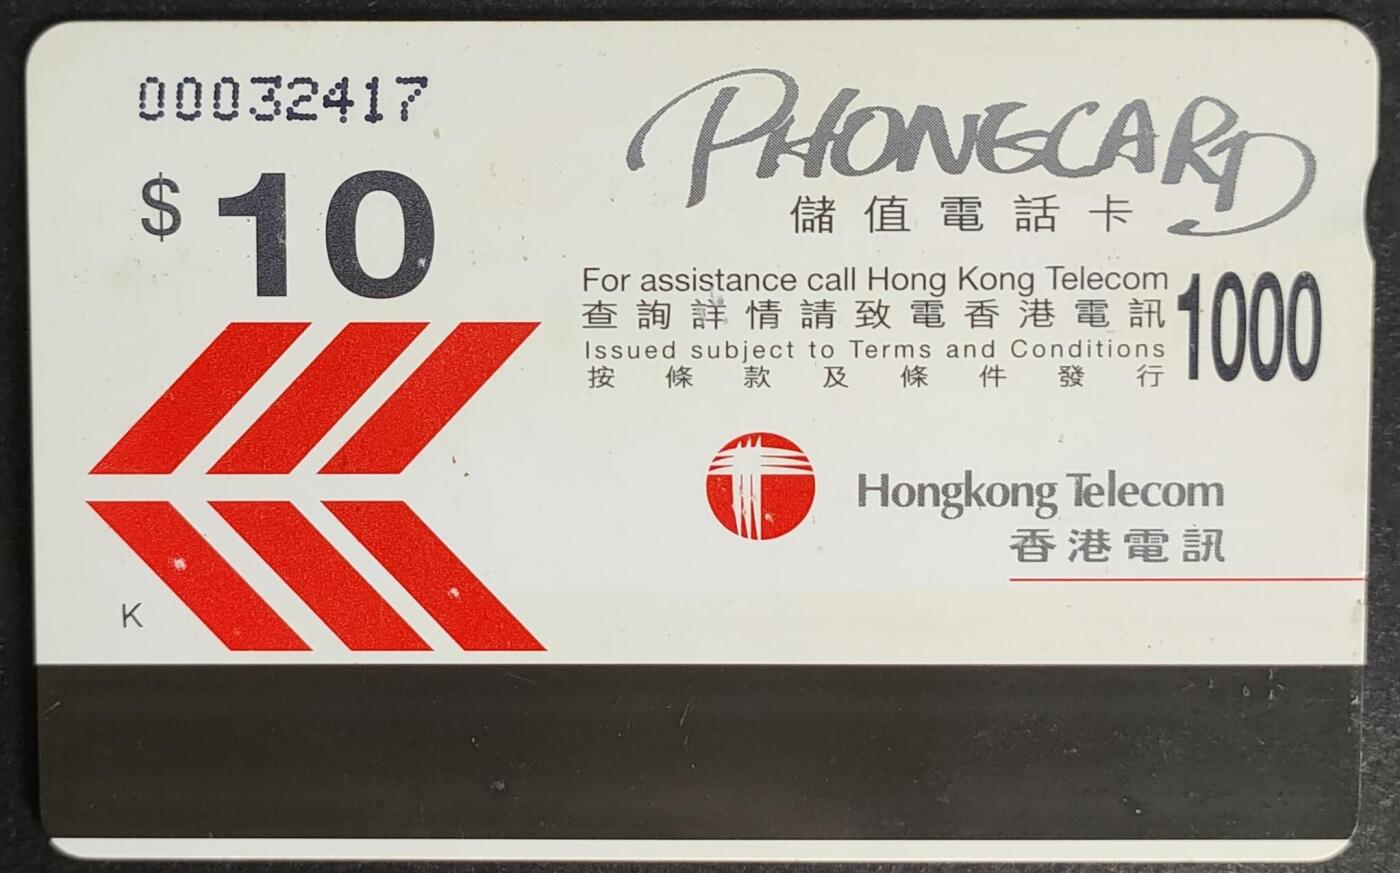 00032417
$10
PHONECARD
儲值電話卡
For assistance call Hong Kong Telecom
查詢詳情請致電香港電訊
1000
Issued subject to Terms and Conditions
按條款及條件發行
Hongkong Telecom
香港電訊
K